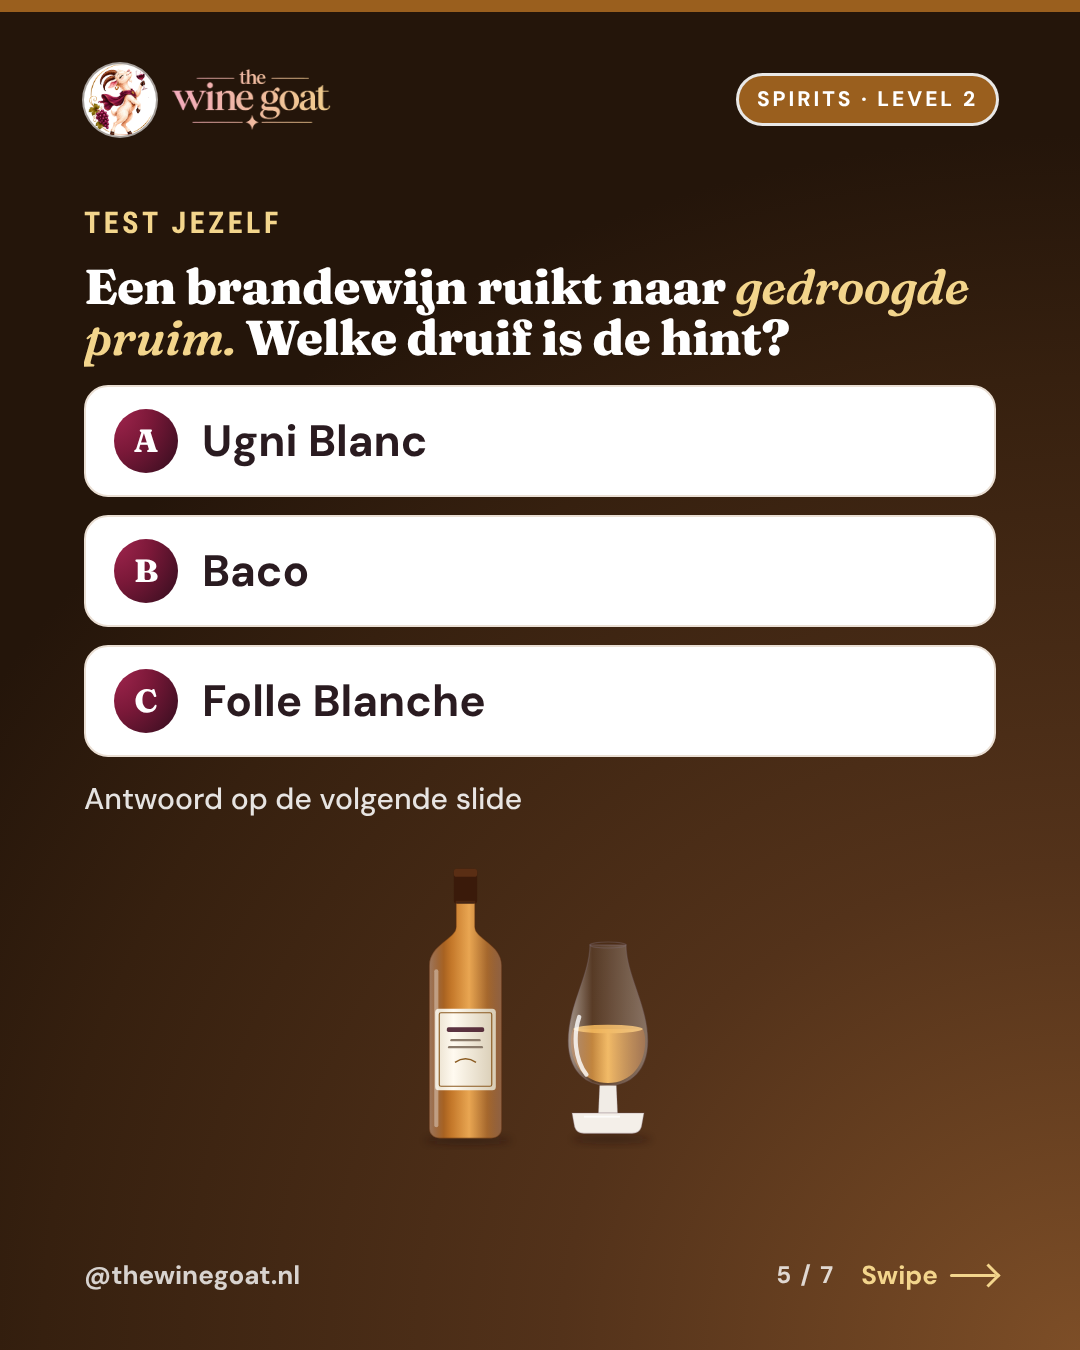 the
wine goat
SPIRITS · LEVEL 2
TEST JEZELF
Een brandewijn ruikt naar gedroogde
pruim. Welke druif is de hint?
A Ugni Blanc
B Baco
C Folle Blanche
Antwoord op de volgende slide
@thewinegoat.nl
5 / 7 Swipe